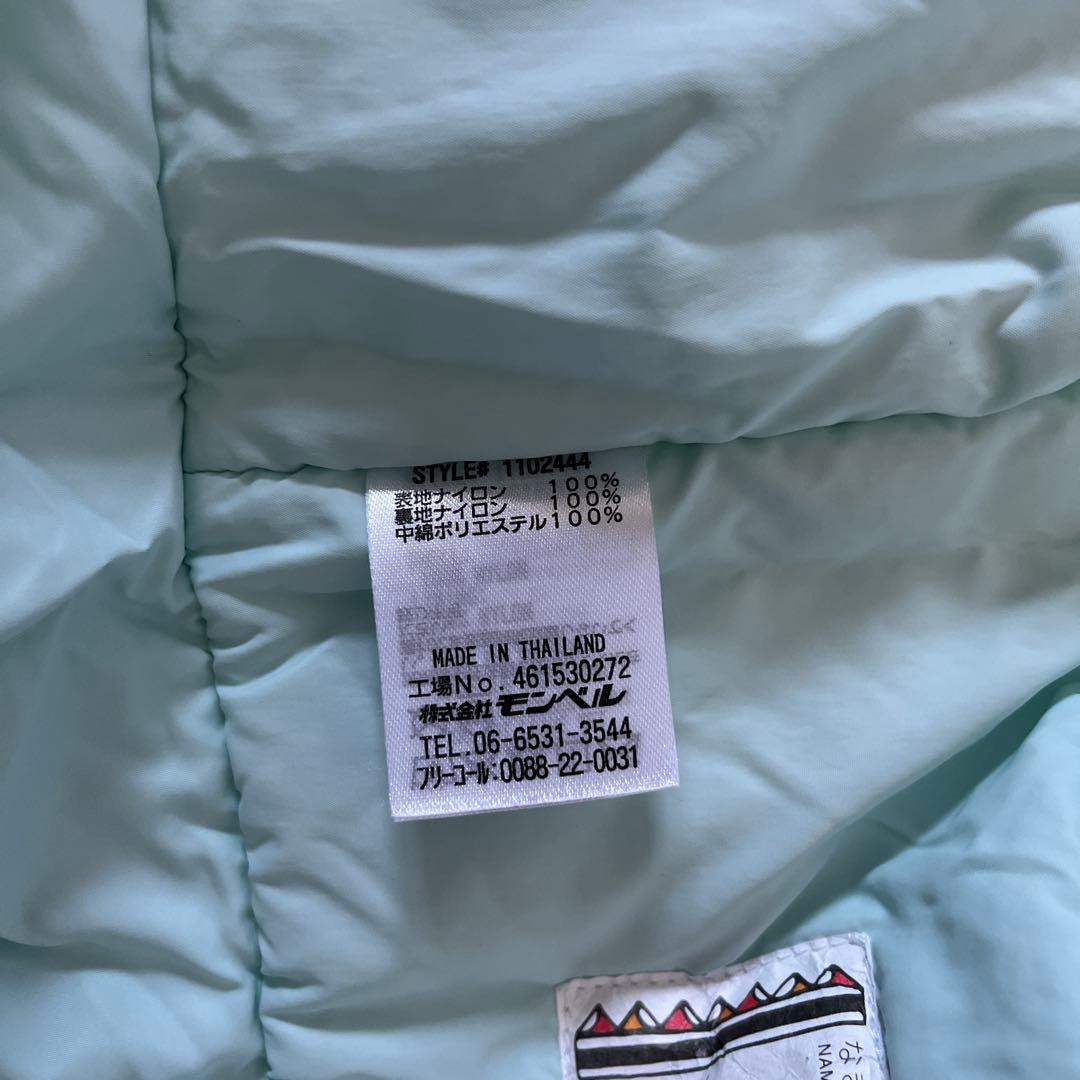 STYLE# 1102444
表地ナイロン 100%
裏地ナイロン 100%
中綿ポリエステル100%
MADE IN THAILAND
工場No.461530272
株式会社モンベル
TEL.06-6531-3544
フリーコール:0088-22-0031
な
NAM